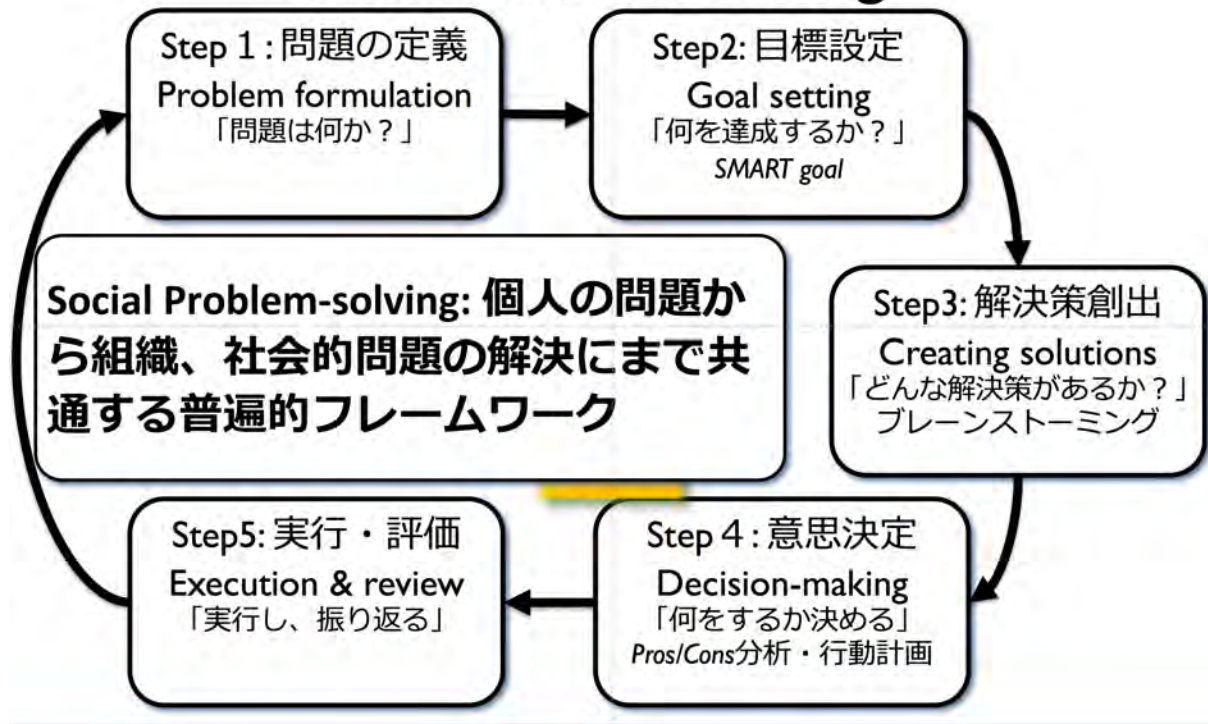 Step 1：問題の定義
Problem formulation
「問題は何か？」
Step2: 目標設定
Goal setting
「何を達成するか？」
SMART goal
Social Problem-solving: 個人の問題か
ら組織、社会的問題の解決にまで共
通する普遍的フレームワーク
Step3: 解決策創出
Creating solutions
「どんな解決策があるか？」
ブレーンストーミング
Step 4：意思決定
Decision-making
「何をするか決める」
Pros/Cons分析・行動計画
Step5: 実行・評価
Execution & review
「実行し、振り返る」